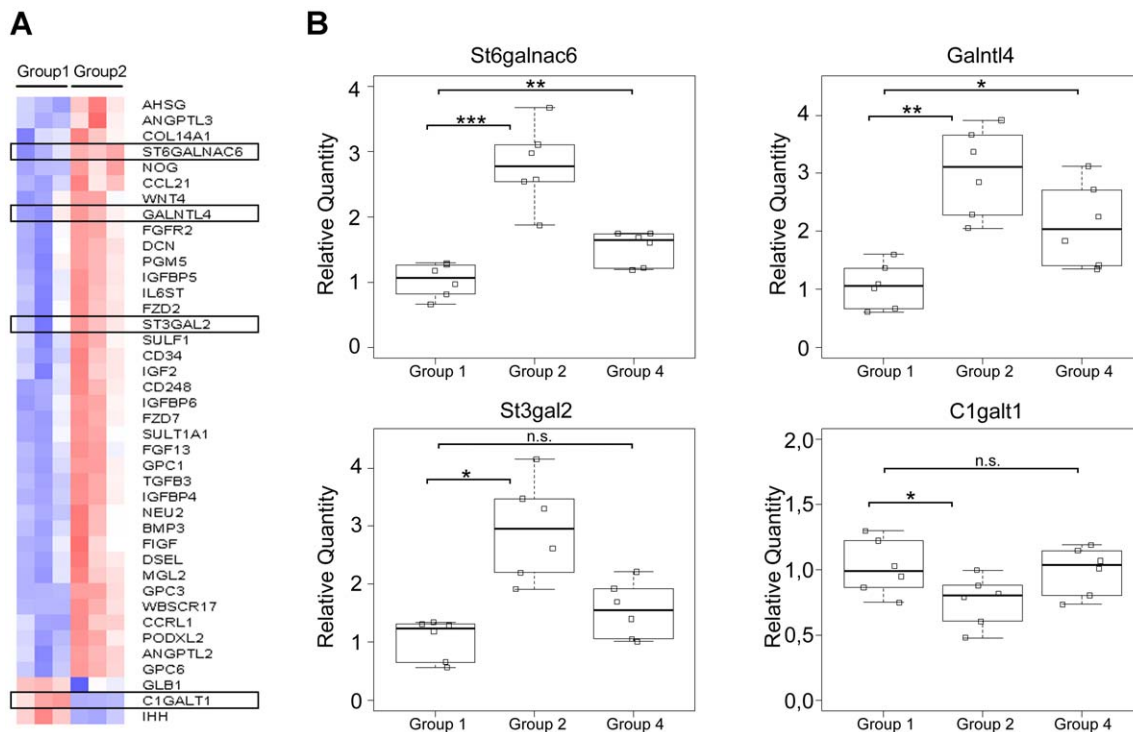 A
Group1 Group2
AHSG
ANGPTL3
COL14A1
ST6GALNAC6
NOG
CCL21
WNT4
GALNTL4
FGFR2
DCN
PGM5
IGFBP5
IL6ST
FZD2
ST3GAL2
SULF1
CD34
IGF2
CD248
IGFBP6
FZD7
SULT1A1
FGF13
GPC1
TGFB3
IGFBP4
NEU2
BMP3
FIGF
DSEL
MGL2
GPC3
WBSCR17
CCRL1
PODXL2
ANGPTL2
GPC6
GLB1
C1GALT1
IHH
B
St6galnac6
Relative Quantity
4
3
2
1
0
**
***
Group 1 Group 2 Group 4
Galntl4
Relative Quantity
4
3
2
1
0
*
**
Group 1 Group 2 Group 4
St3gal2
Relative Quantity
4
3
2
1
0
n.s.
*
Group 1 Group 2 Group 4
C1galt1
Relative Quantity
2,0
1,5
1,0
0,5
0,0
n.s.
*
Group 1 Group 2 Group 4